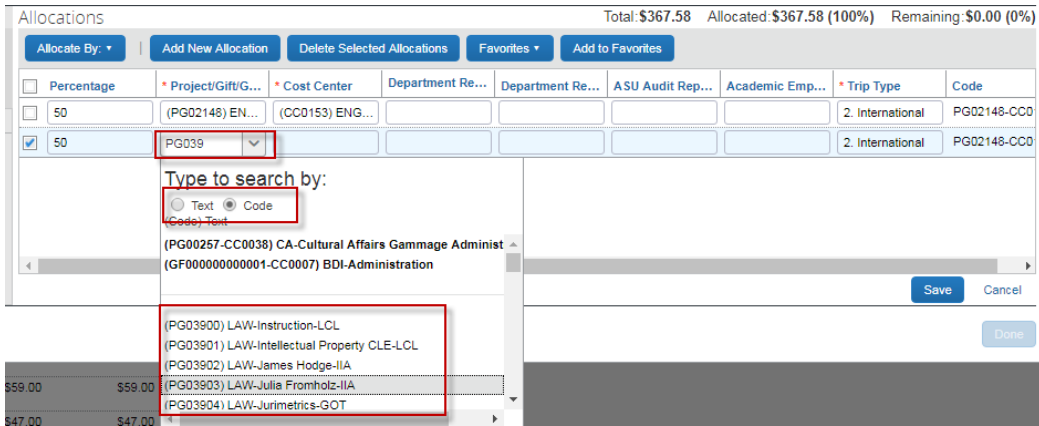 Allocations Total:$367.58 Allocated:$367.58 (100%) Remaining:$0.00 (0%)
Allocate By: Add New Allocation Delete Selected Allocations Favorites Add to Favorites
Percentage * Project/Gift/G... * Cost Center Department Re... Department Re... ASU Audit Rep... Academic Emp... * Trip Type Code
50 (PG02148) EN... (CC0153) ENG... 2. International PG02148-CC0
50 PG039 2. International PG02148-CC0
Type to search by:
Text Code
(Code) Text
(PG00257-CC0038) CA-Cultural Affairs Gammage Administ
(GF000000000001-CC0007) BDI-Administration
Save Cancel
(PG03900) LAW-Instruction-LCL
Done
(PG03901) LAW-Intellectual Property CLE-LCL
(PG03902) LAW-James Hodge-IIA
$59.00 $59.00 (PG03903) LAW-Julia Fromholz-IIA
(PG03904) LAW-Jurimetrics-GOT
$47.00 $47.00